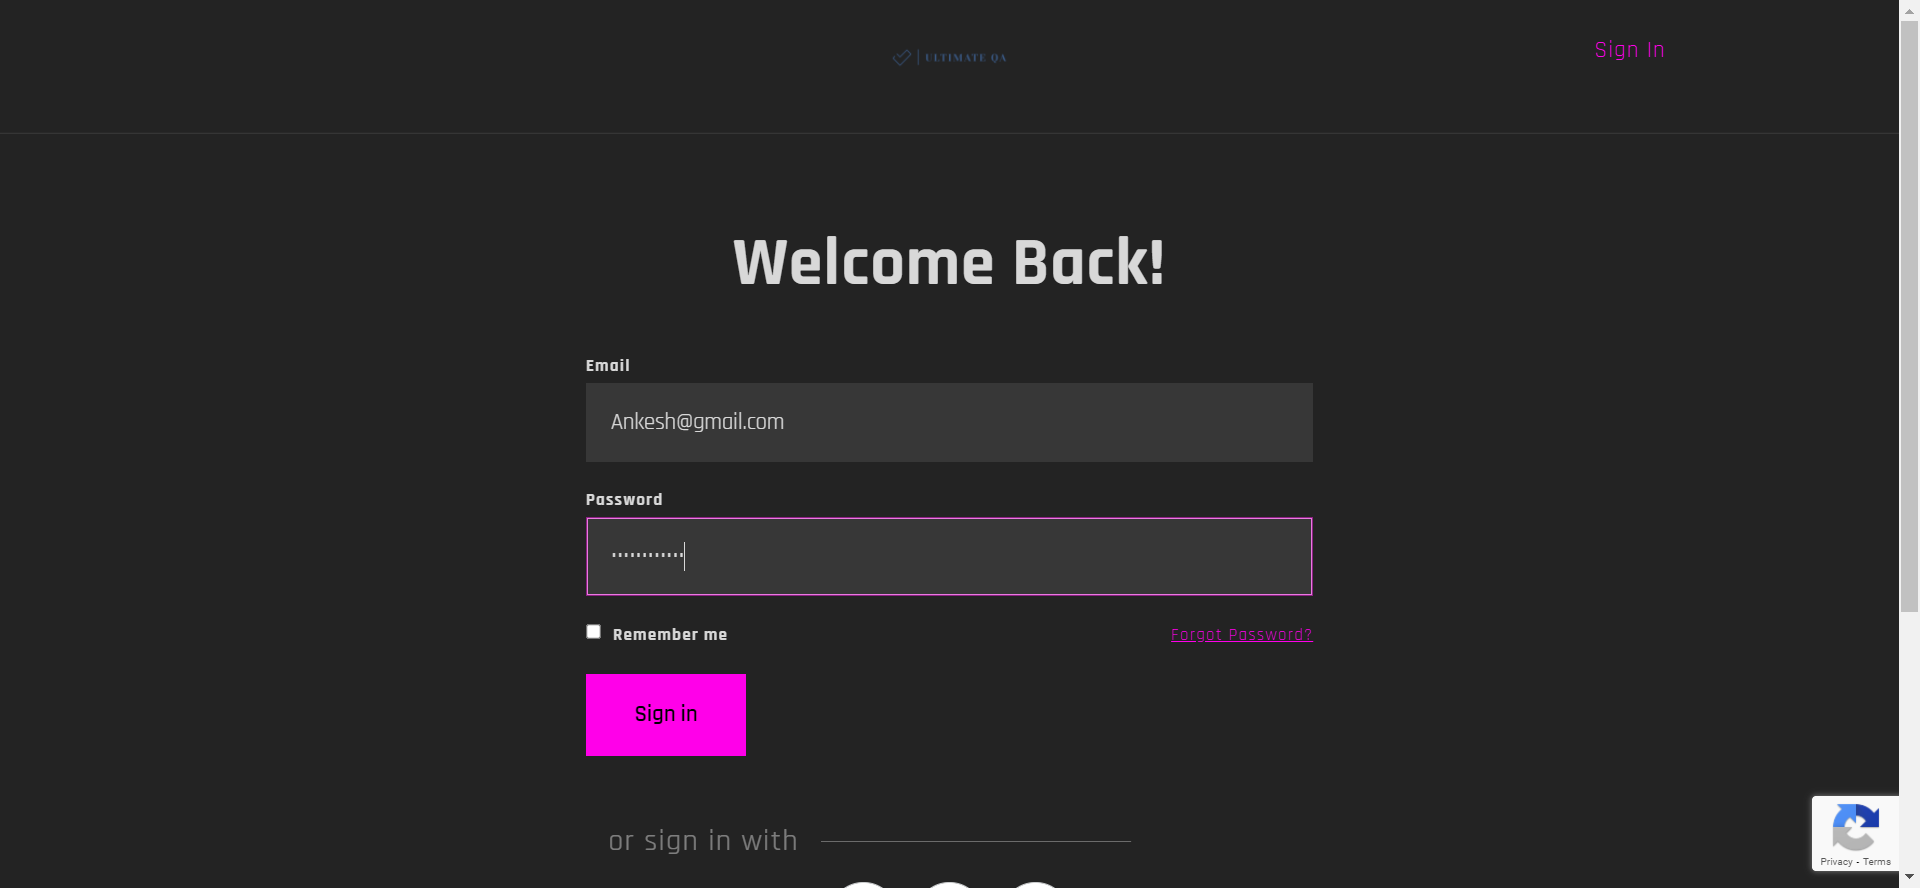 ULTIMATE QA
Sign In
Welcome Back!
Email
Ankesh@gmail.com
Password
••••••••••••
Remember me
Forgot Password?
Sign in
or sign in with
Privacy - Terms